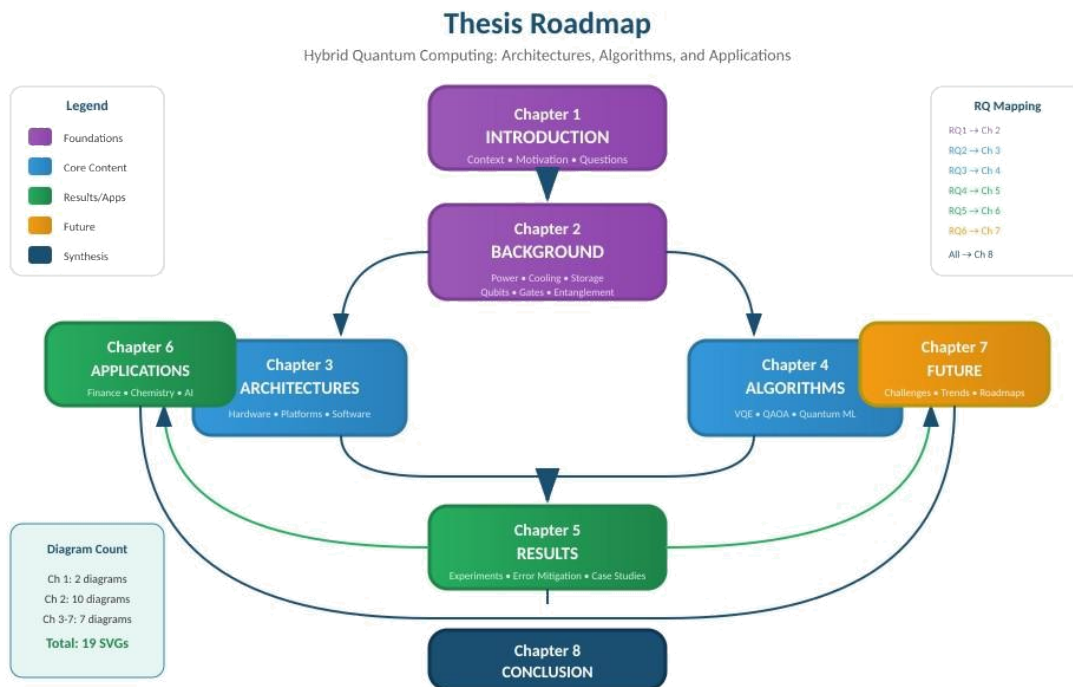 Thesis Roadmap
Hybrid Quantum Computing: Architectures, Algorithms, and Applications
Legend
Foundations
Core Content
Results/Apps
Future
Synthesis
Chapter 1
INTRODUCTION
Context • Motivation • Questions
RQ Mapping
RQ1 → Ch 2
RQ2 → Ch 3
RQ3 → Ch 4
RQ4 → Ch 5
RQ5 → Ch 6
RQ6 → Ch 7
All → Ch 8
Chapter 2
BACKGROUND
Power • Cooling • Storage
Qubits • Gates • Entanglement
Chapter 6
APPLICATIONS
Finance • Chemistry • AI
Chapter 3
ARCHITECTURES
Hardware • Platforms • Software
Chapter 4
ALGORITHMS
VQE • QAOA • Quantum ML
Chapter 7
FUTURE
Challenges • Trends • Roadmaps
Chapter 5
RESULTS
Experiments • Error Mitigation • Case Studies
Diagram Count
Ch 1: 2 diagrams
Ch 2: 10 diagrams
Ch 3-7: 7 diagrams
Total: 19 SVGs
Chapter 8
CONCLUSION